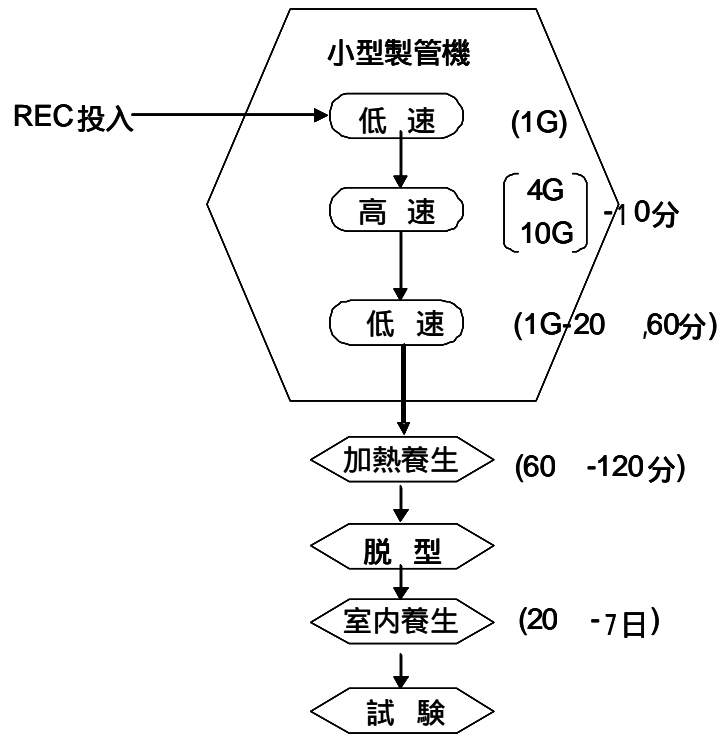 小型製管機
REC投入
低 速 (1G)
高 速 4G 10G -10分
低 速 (1G-20 ,60分)
加熱養生 (60 -120分)
脱 型
室内養生 (20 -7日)
試 験